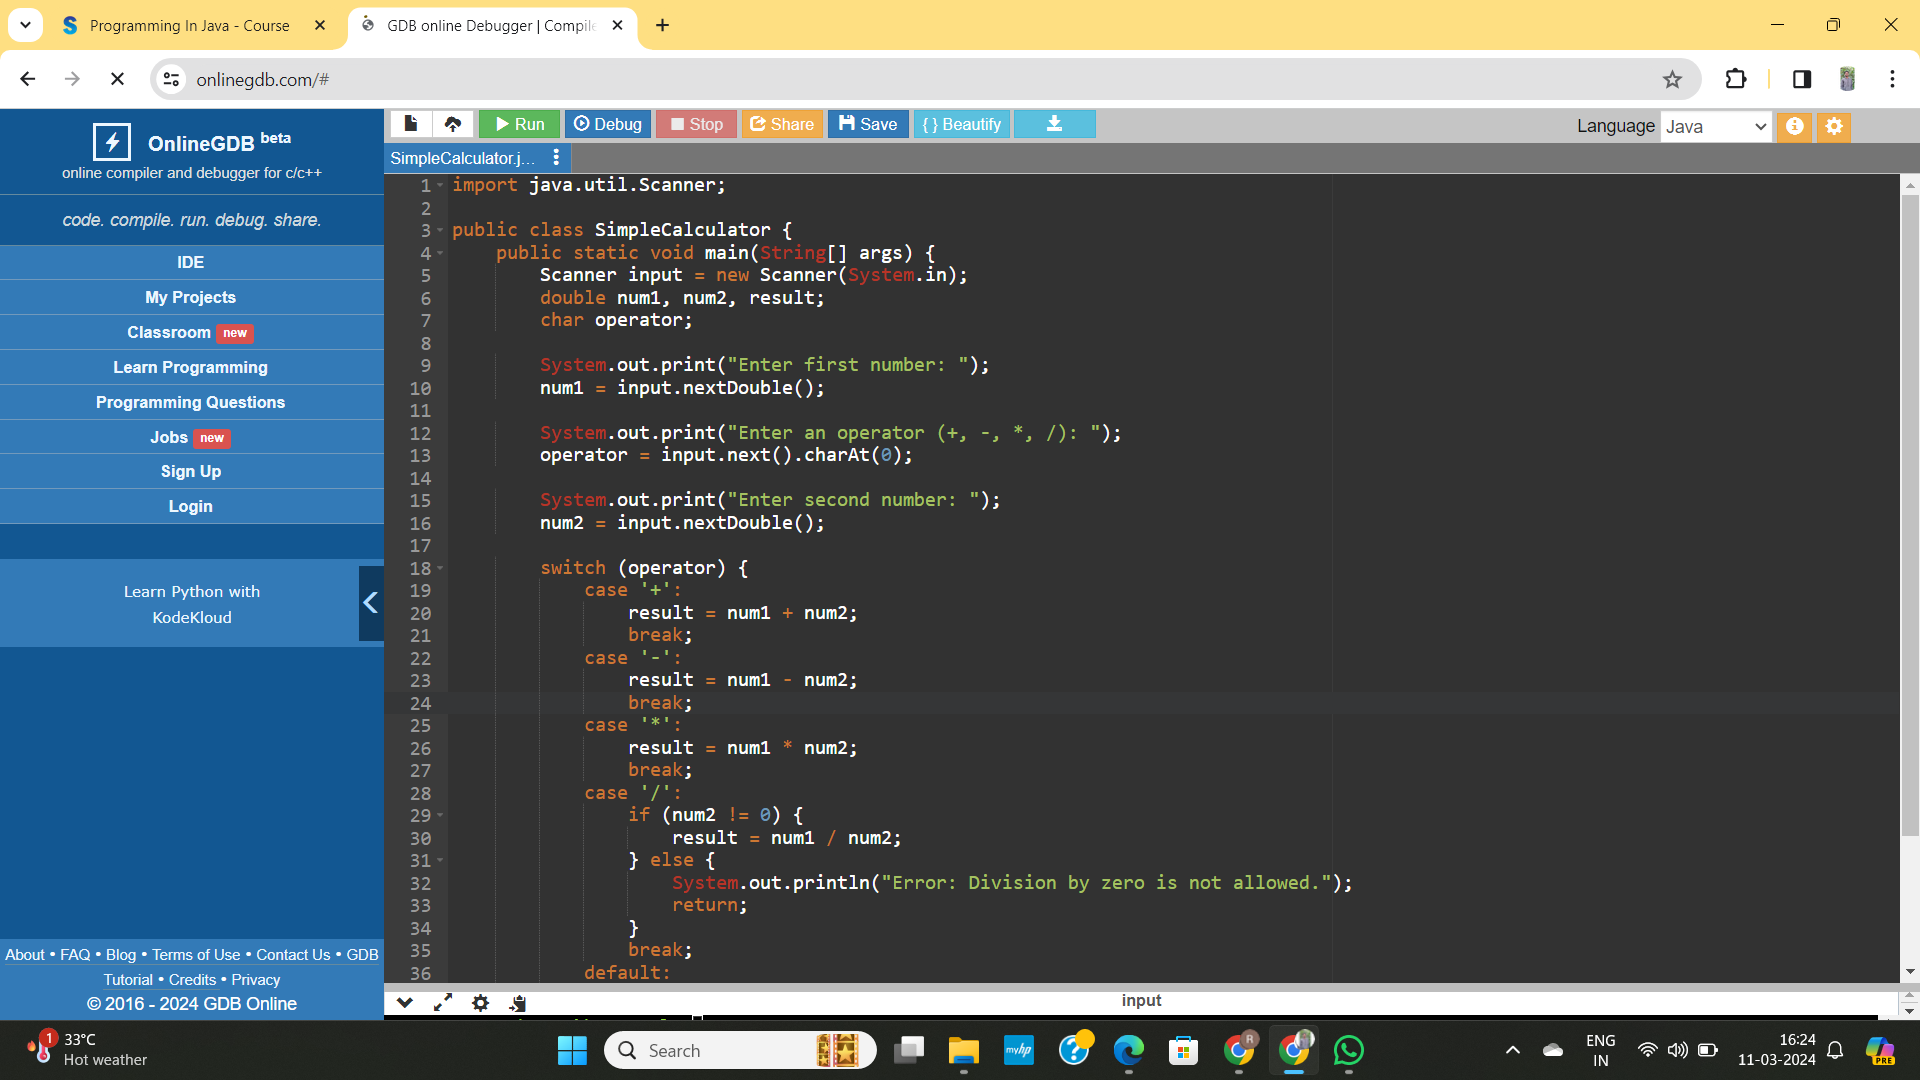 Programming In Java - Course
GDB online Debugger | Compile
onlinegdb.com/#
OnlineGDB beta
online compiler and debugger for c/c++
code. compile. run. debug. share.
IDE
My Projects
Classroom new
Learn Programming
Programming Questions
Jobs new
Sign Up
Login
Learn Python with
KodeKloud
About • FAQ • Blog • Terms of Use • Contact Us • GDB
Tutorial • Credits • Privacy
© 2016 - 2024 GDB Online
Run Debug Stop Share Save { } Beautify
Language Java
SimpleCalculator.j...
1 import java.util.Scanner;
2
3 public class SimpleCalculator {
4     public static void main(String[] args) {
5         Scanner input = new Scanner(System.in);
6         double num1, num2, result;
7         char operator;
8
9         System.out.print("Enter first number: ");
10         num1 = input.nextDouble();
11
12         System.out.print("Enter an operator (+, -, *, /): ");
13         operator = input.next().charAt(0);
14
15         System.out.print("Enter second number: ");
16         num2 = input.nextDouble();
17
18         switch (operator) {
19             case '+':
20                 result = num1 + num2;
21                 break;
22             case '-':
23                 result = num1 - num2;
24                 break;
25             case '*':
26                 result = num1 * num2;
27                 break;
28             case '/':
29                 if (num2 != 0) {
30                     result = num1 / num2;
31                 } else {
32                     System.out.println("Error: Division by zero is not allowed.");
33                     return;
34                 }
35                 break;
36             default:
input
1
33°C
Hot weather
Search
myhp
R
PRE
ENG
IN
16:24
11-03-2024